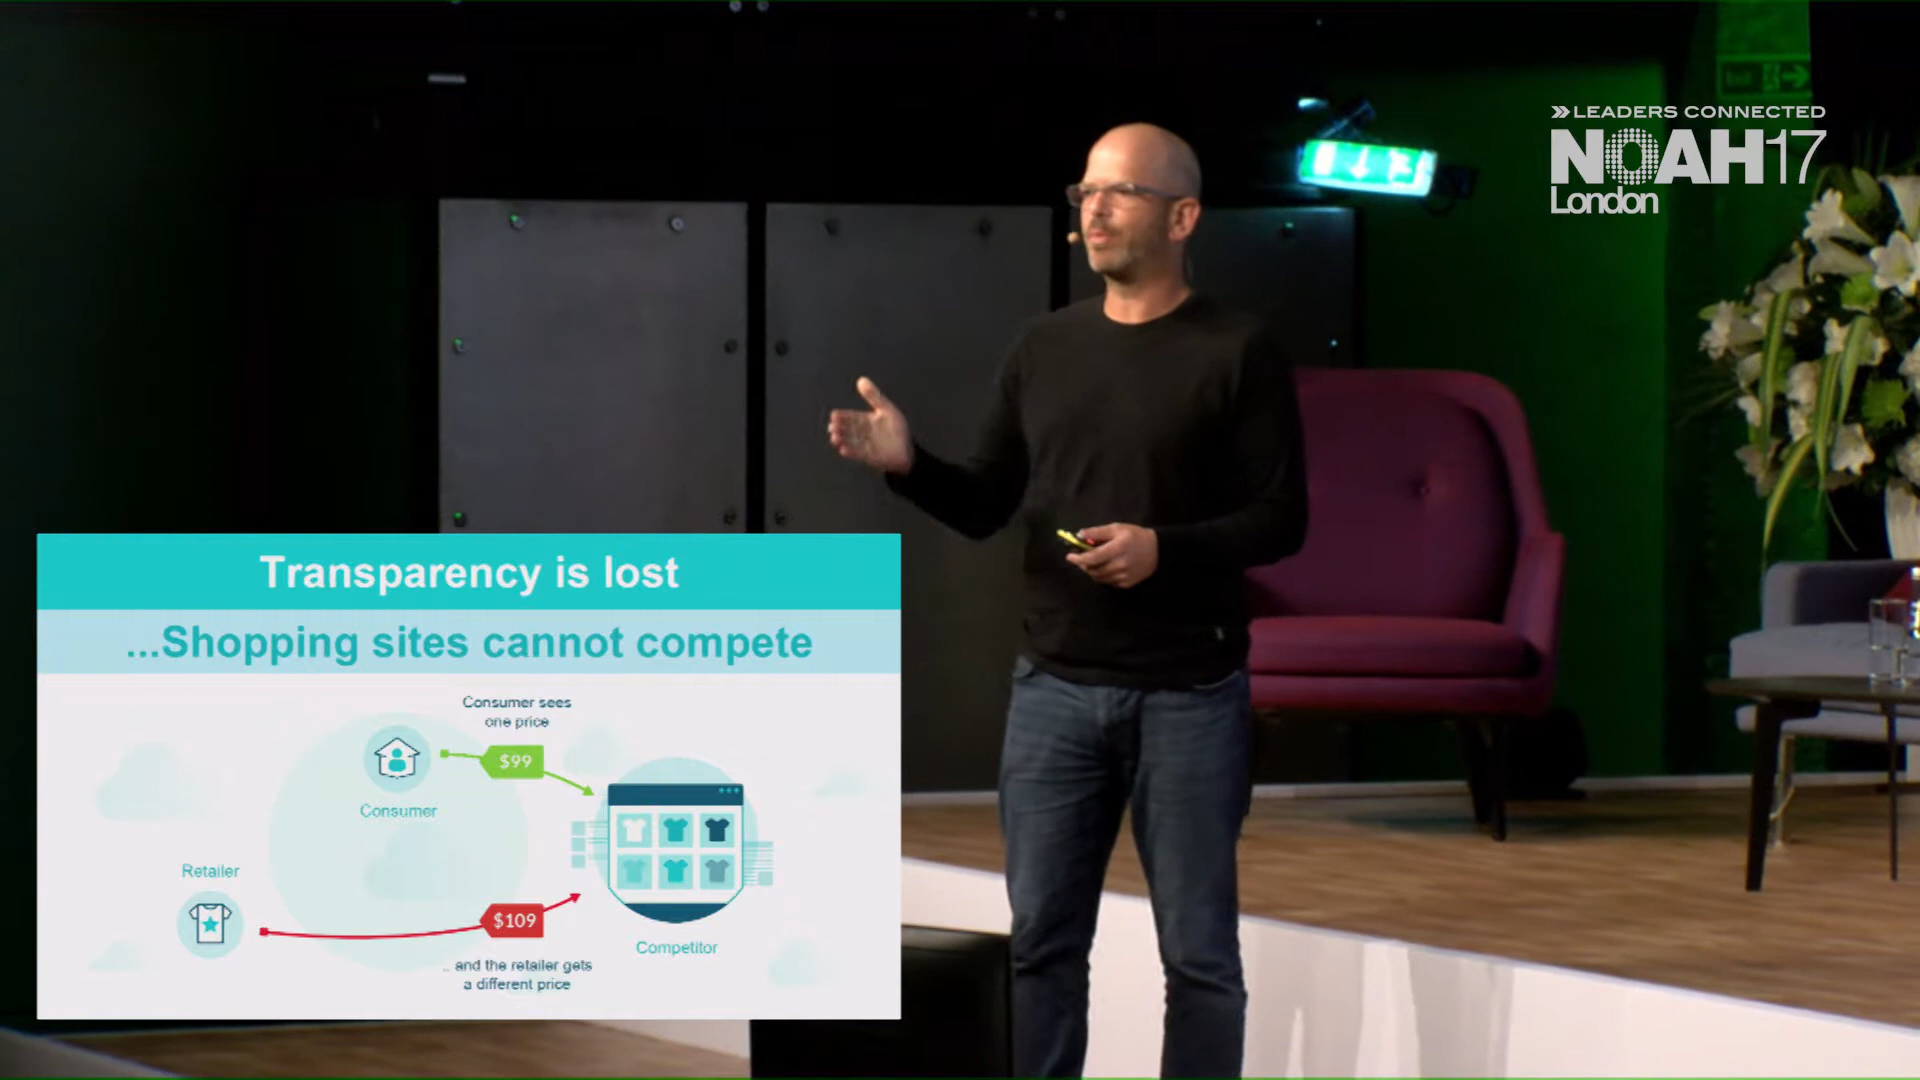 LEADERS CONNECTED
NOAH17
London
Transparency is lost
...Shopping sites cannot compete
Consumer sees
one price
$99
Consumer
Retailer
$109
Competitor
.. and the retailer gets
a different price